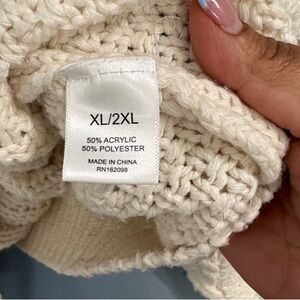 XL/2XL
50% ACRYLIC
50% POLYESTER
MADE IN CHINA
RN162098